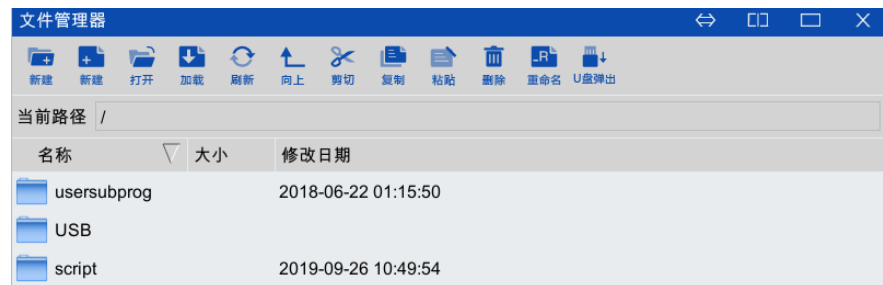 文件管理器
新建 新建 打开 加载 刷新 向上 剪切 复制 粘贴 删除 重命名 U盘弹出
当前路径 /
名称 大小 修改日期
usersubprog 2018-06-22 01:15:50
USB
script 2019-09-26 10:49:54